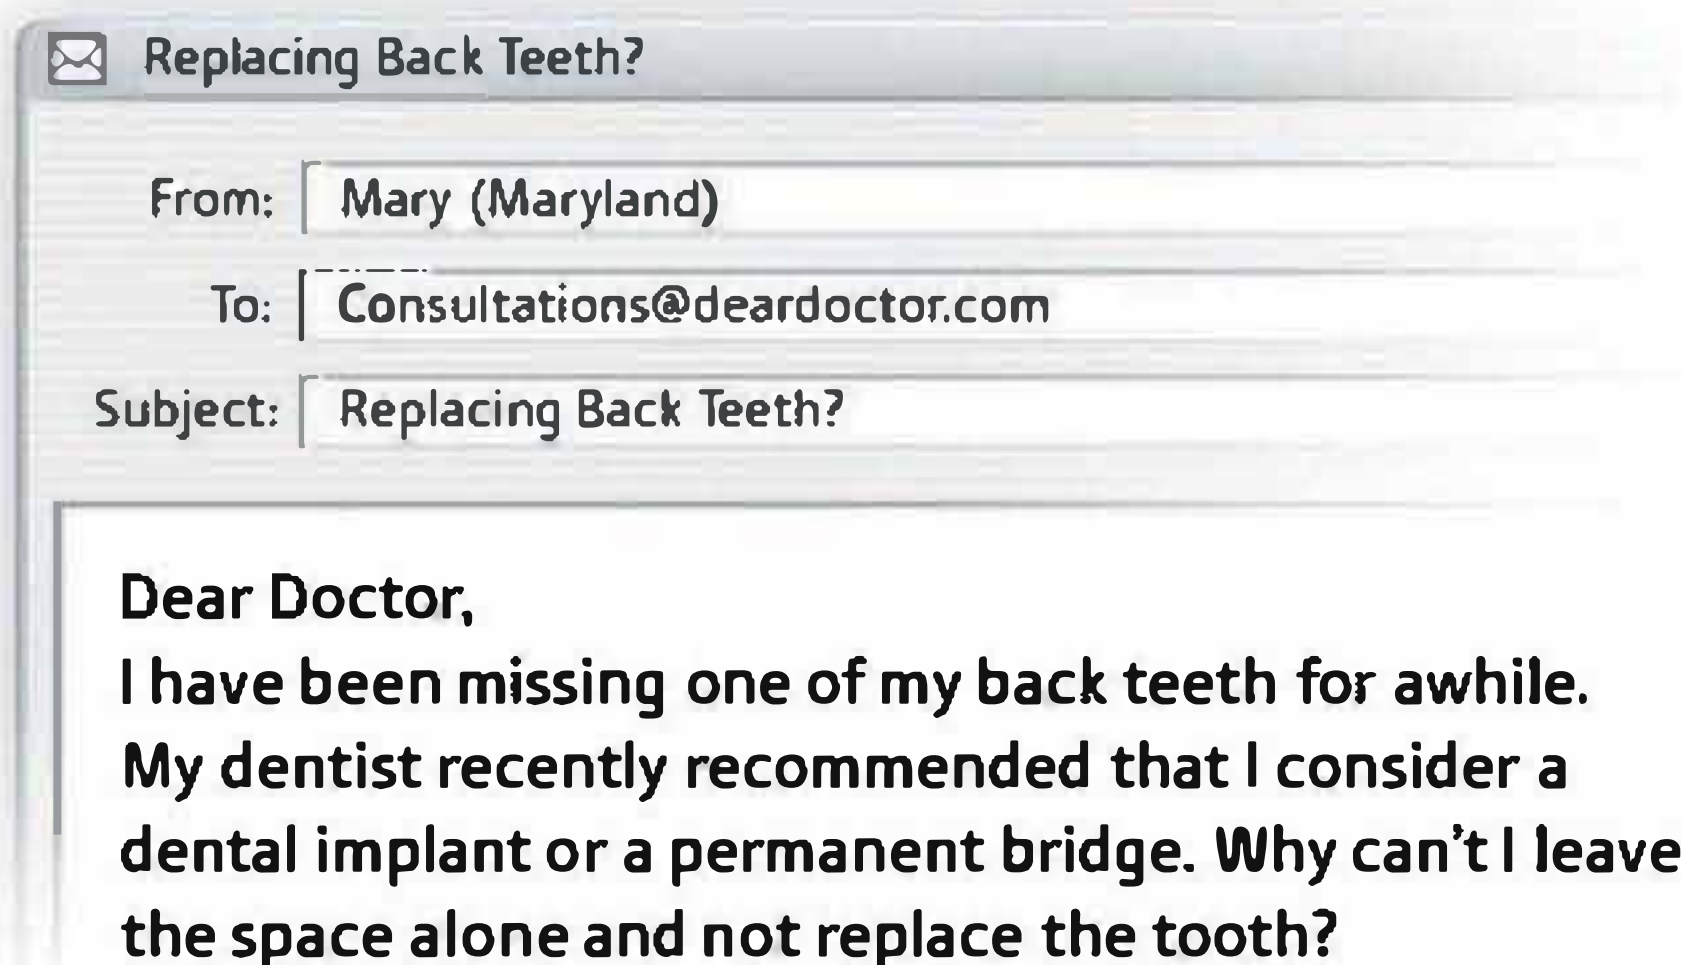 Replacing Back Teeth?
From: Mary (Maryland)
To: Consultations@deardoctor.com
Subject: Replacing Back Teeth?
Dear Doctor,
I have been missing one of my back teeth for awhile.
My dentist recently recommended that I consider a
dental implant or a permanent bridge. Why can't I leave
the space alone and not replace the tooth?